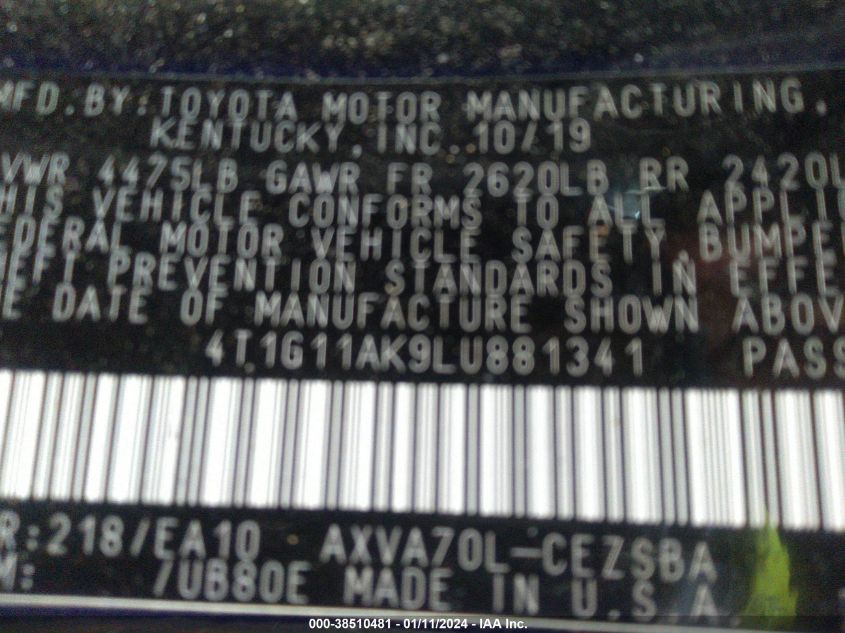 MFD. BY: TOYOTA MOTOR MANUFACTURING,
KENTUCKY, INC. 10/19
VWR 4475LB GAWR FR 2620LB RR 2420L
HIS VEHICLE CONFORMS TO ALL APPLI
EDERAL MOTOR VEHICLE SAFETY, BUMPE
HEFT PREVENTION STANDARDS IN EFFE
E DATE OF MANUFACTURE SHOWN ABOV
4T1G11AK9LU881341 PASS
R: 218/EA10 AXVA70L-CEZSBA
M: /UB80E MADE IN U.S.A.
000-38510481 - 01/11/2024 - IAA Inc.